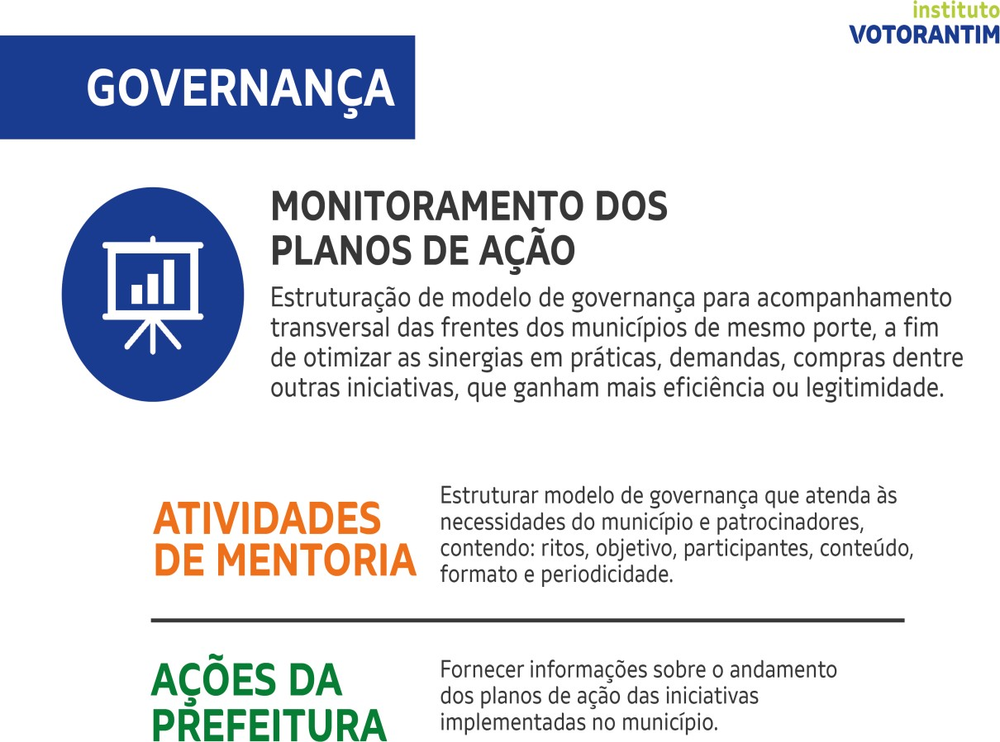 instituto
VOTORANTIM
GOVERNANÇA
MONITORAMENTO DOS
PLANOS DE AÇÃO
Estruturação de modelo de governança para acompanhamento
transversal das frentes dos municípios de mesmo porte, a fim
de otimizar as sinergias em práticas, demandas, compras dentre
outras iniciativas, que ganham mais eficiência ou legitimidade.
ATIVIDADES
DE MENTORIA
Estruturar modelo de governança que atenda às
necessidades do município e patrocinadores,
contendo: ritos, objetivo, participantes, conteúdo,
formato e periodicidade.
AÇÕES DA
PREFEITURA
Fornecer informações sobre o andamento
dos planos de ação das iniciativas
implementadas no município.